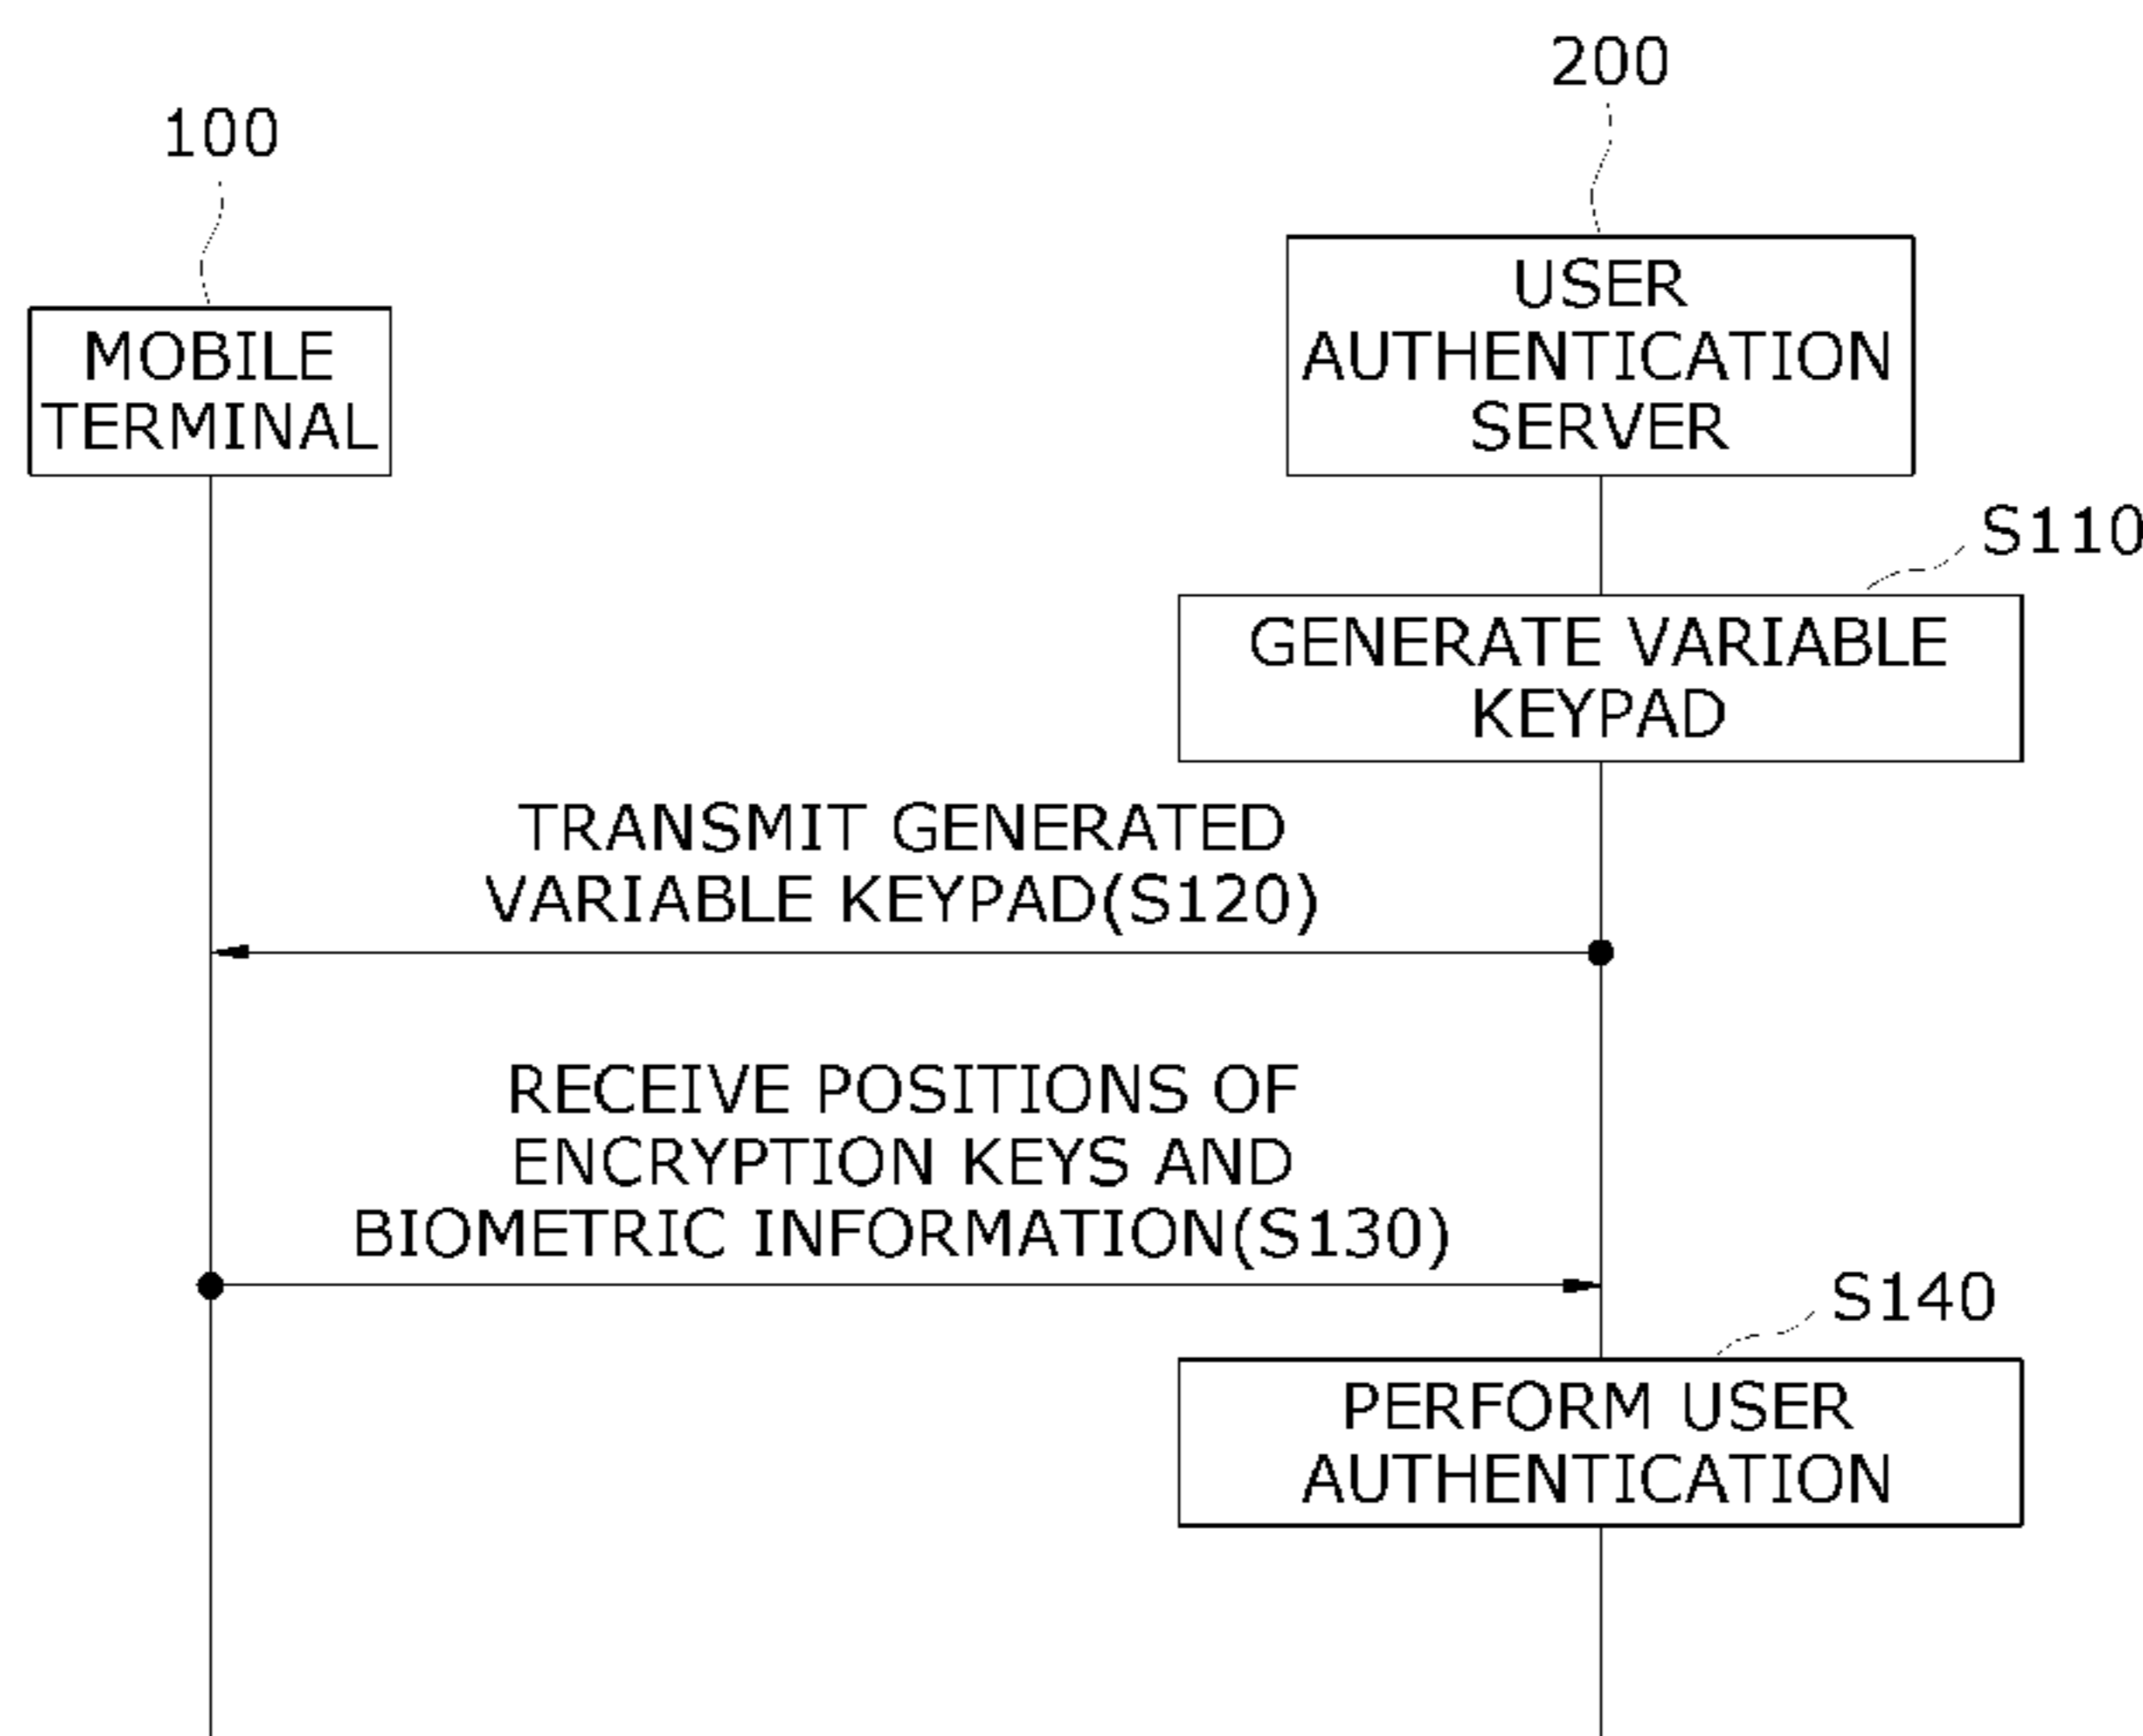 200
100
USER
AUTHENTICATION
SERVER
MOBILE
TERMINAL
S110
GENERATE VARIABLE
KEYPAD
TRANSMIT GENERATED
VARIABLE KEYPAD(S120)
RECEIVE POSITIONS OF
ENCRYPTION KEYS AND
BIOMETRIC INFORMATION(S130)
S140
PERFORM USER
AUTHENTICATION